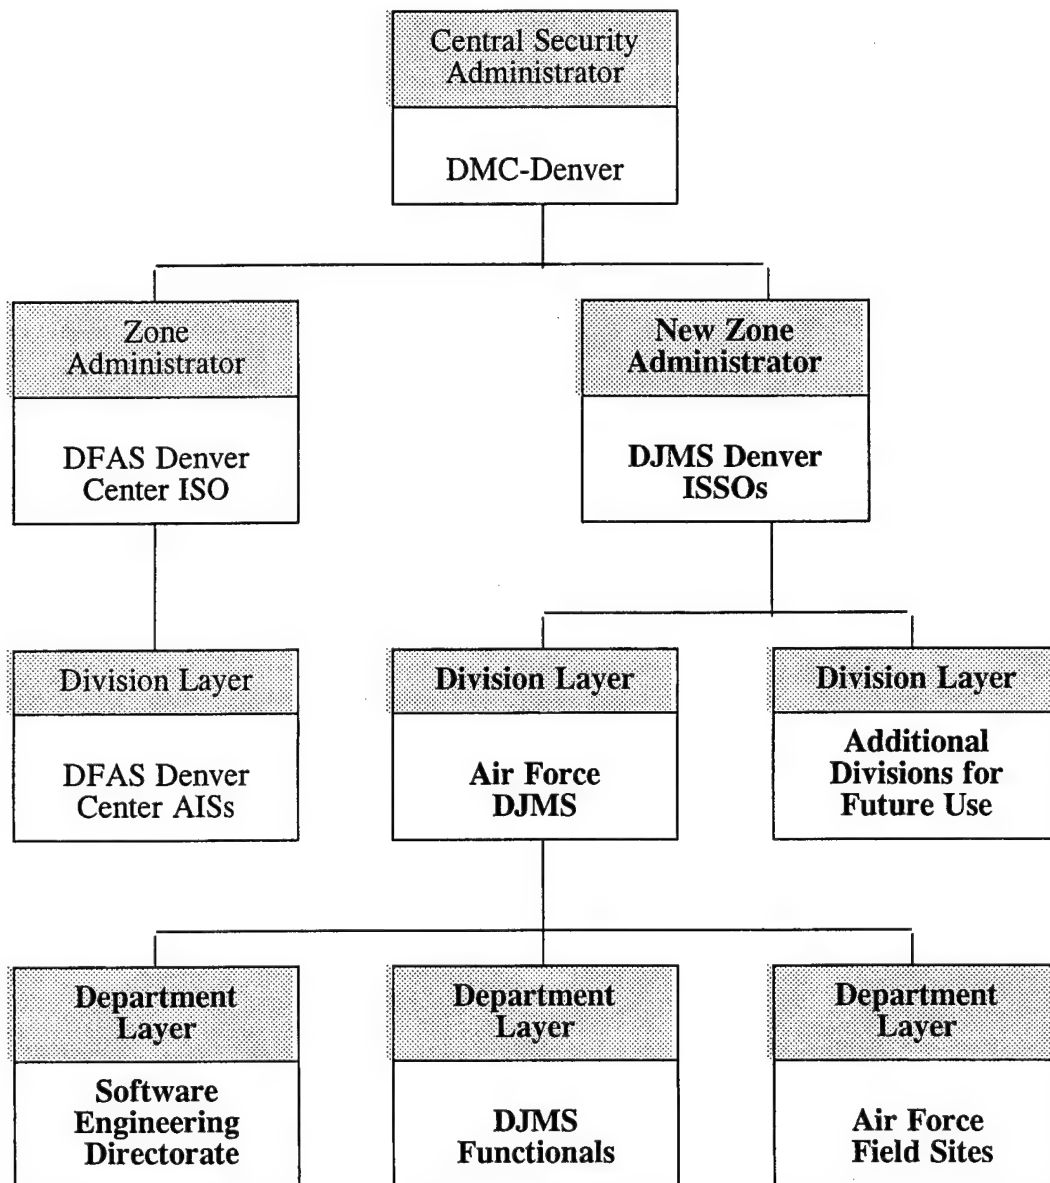 Central Security
Administrator
DMC-Denver
Zone
Administrator
DFAS Denver
Center ISO
New Zone
Administrator
DJMS Denver
ISSOs
Division Layer
DFAS Denver
Center AISs
Division Layer
Air Force
DJMS
Division Layer
Additional
Divisions for
Future Use
Department
Layer
Software
Engineering
Directorate
Department
Layer
DJMS
Functionals
Department
Layer
Air Force
Field Sites